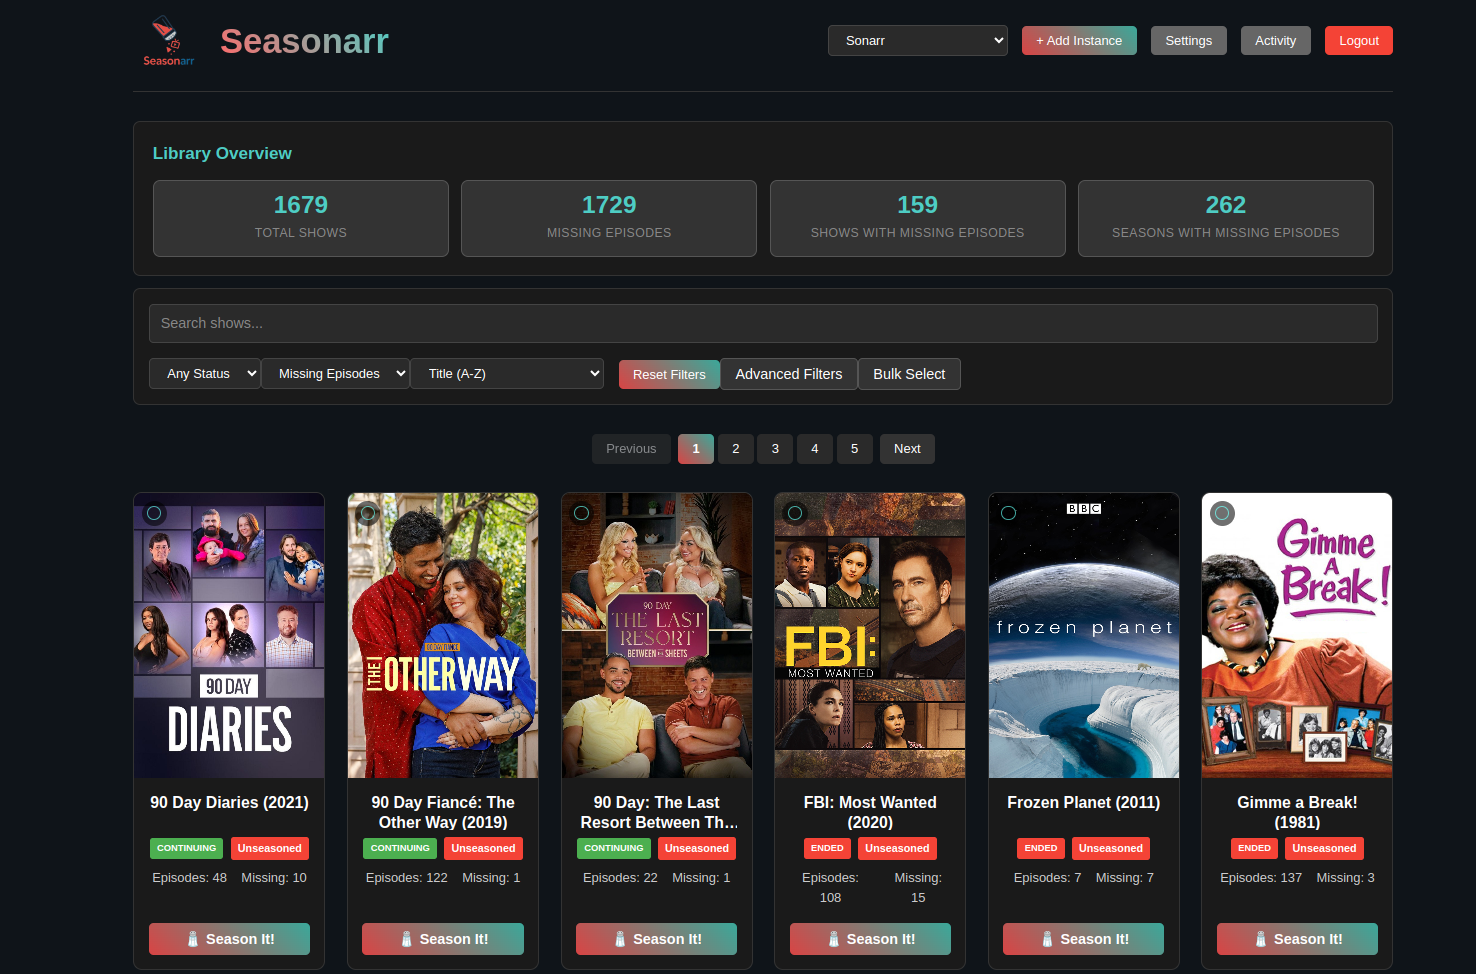 Seasonarr
Seasonarr
Sonarr
+ Add Instance
Settings
Activity
Logout
Library Overview
1679
TOTAL SHOWS
1729
MISSING EPISODES
159
SHOWS WITH MISSING EPISODES
262
SEASONS WITH MISSING EPISODES
Search shows...
Any Status
Missing Episodes
Title (A-Z)
Reset Filters
Advanced Filters
Bulk Select
Previous
1
2
3
4
5
Next
90 DAY
DIARIES
90 Day Diaries (2021)
CONTINUING
Unseasoned
Episodes: 48
Missing: 10
🧂 Season It!
90 DAY FIANCÉ
THE
OTHER WAY
90 Day Fiancé: The
Other Way (2019)
CONTINUING
Unseasoned
Episodes: 122
Missing: 1
🧂 Season It!
90 DAY
THE LAST
RESORT
BETWEEN THE SHEETS
90 Day: The Last
Resort Between Th...
CONTINUING
Unseasoned
Episodes: 22
Missing: 1
🧂 Season It!
FBI:
MOST WANTED
FBI: Most Wanted
(2020)
ENDED
Unseasoned
Episodes:
108
Missing:
15
🧂 Season It!
BBC
frozen planet
Frozen Planet (2011)
ENDED
Unseasoned
Episodes: 7
Missing: 7
🧂 Season It!
Gimme
A
Break!
Gimme a Break!
(1981)
ENDED
Unseasoned
Episodes: 137
Missing: 3
🧂 Season It!